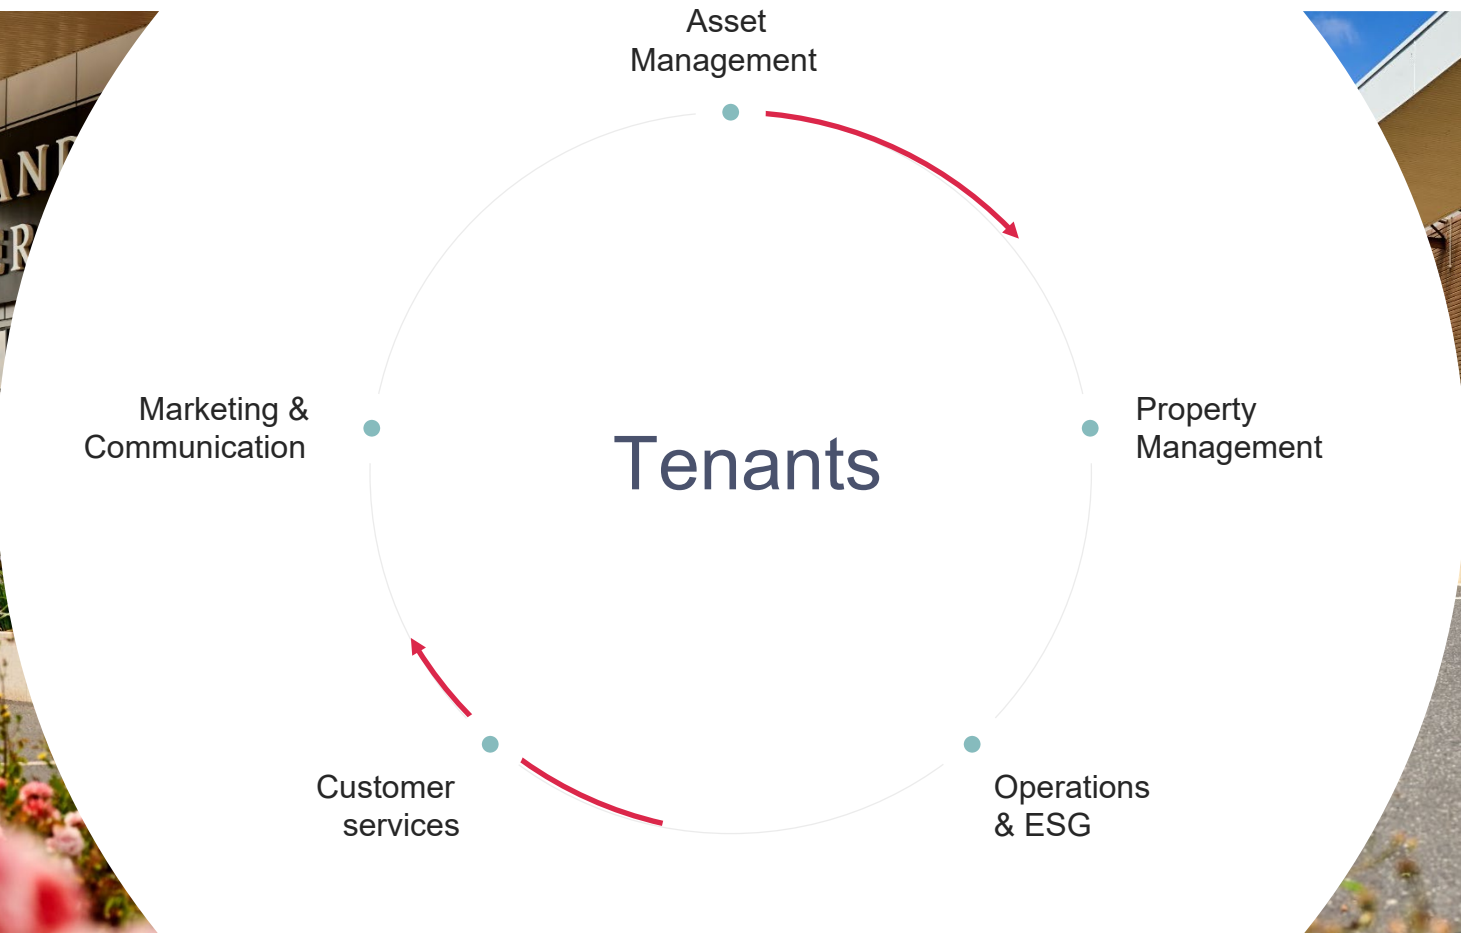 Asset
Management
Marketing &
Communication
Property
Management
Tenants
Customer
services
Operations
& ESG